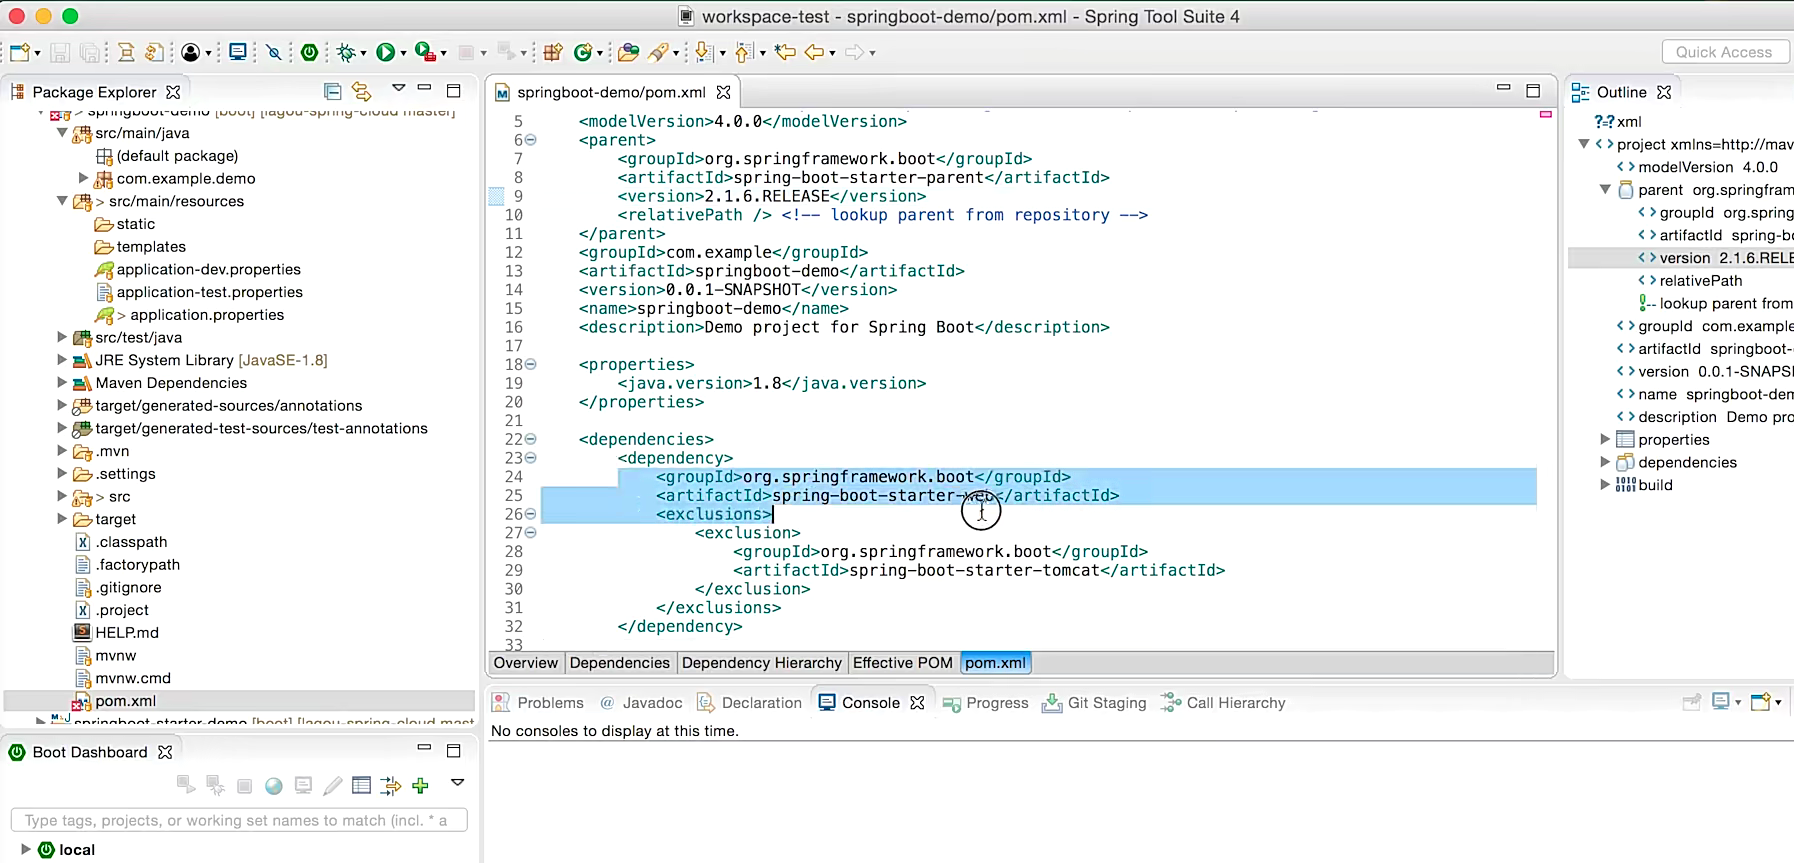 workspace-test - springboot-demo/pom.xml - Spring Tool Suite 4
Quick Access
Package Explorer
> springboot-demo [boot] [lagou-spring-cloud master]
src/main/java
(default package)
com.example.demo
> src/main/resources
static
templates
application-dev.properties
application-test.properties
> application.properties
src/test/java
JRE System Library [JavaSE-1.8]
Maven Dependencies
target/generated-sources/annotations
target/generated-test-sources/test-annotations
.mvn
.settings
> src
target
.classpath
.factorypath
.gitignore
.project
HELP.md
mvnw
mvnw.cmd
pom.xml
springboot-starter-demo [boot] [lagou-spring-cloud mast
Boot Dashboard
Type tags, projects, or working set names to match (incl. * a
local
springboot-demo/pom.xml
5 <modelVersion>4.0.0</modelVersion>
6 <parent>
7 <groupId>org.springframework.boot</groupId>
8 <artifactId>spring-boot-starter-parent</artifactId>
9 <version>2.1.6.RELEASE</version>
10 <relativePath /> <!-- lookup parent from repository -->
11 </parent>
12 <groupId>com.example</groupId>
13 <artifactId>springboot-demo</artifactId>
14 <version>0.0.1-SNAPSHOT</version>
15 <name>springboot-demo</name>
16 <description>Demo project for Spring Boot</description>
17
18 <properties>
19 <java.version>1.8</java.version>
20 </properties>
21
22 <dependencies>
23 <dependency>
24 <groupId>org.springframework.boot</groupId>
25 <artifactId>spring-boot-starter-web</artifactId>
26 <exclusions>
27 <exclusion>
28 <groupId>org.springframework.boot</groupId>
29 <artifactId>spring-boot-starter-tomcat</artifactId>
30 </exclusion>
31 </exclusions>
32 </dependency>
33
Overview Dependencies Dependency Hierarchy Effective POM pom.xml
Problems @ Javadoc Declaration Console Progress Git Staging Call Hierarchy
No consoles to display at this time.
Outline
?=? xml
project xmlns=http://mav
modelVersion 4.0.0
parent org.springfram
groupId org.spring
artifactId spring-bo
version 2.1.6.RELE
relativePath
lookup parent from
groupId com.example
artifactId springboot-
version 0.0.1-SNAPS
name springboot-dem
description Demo pro
properties
dependencies
build